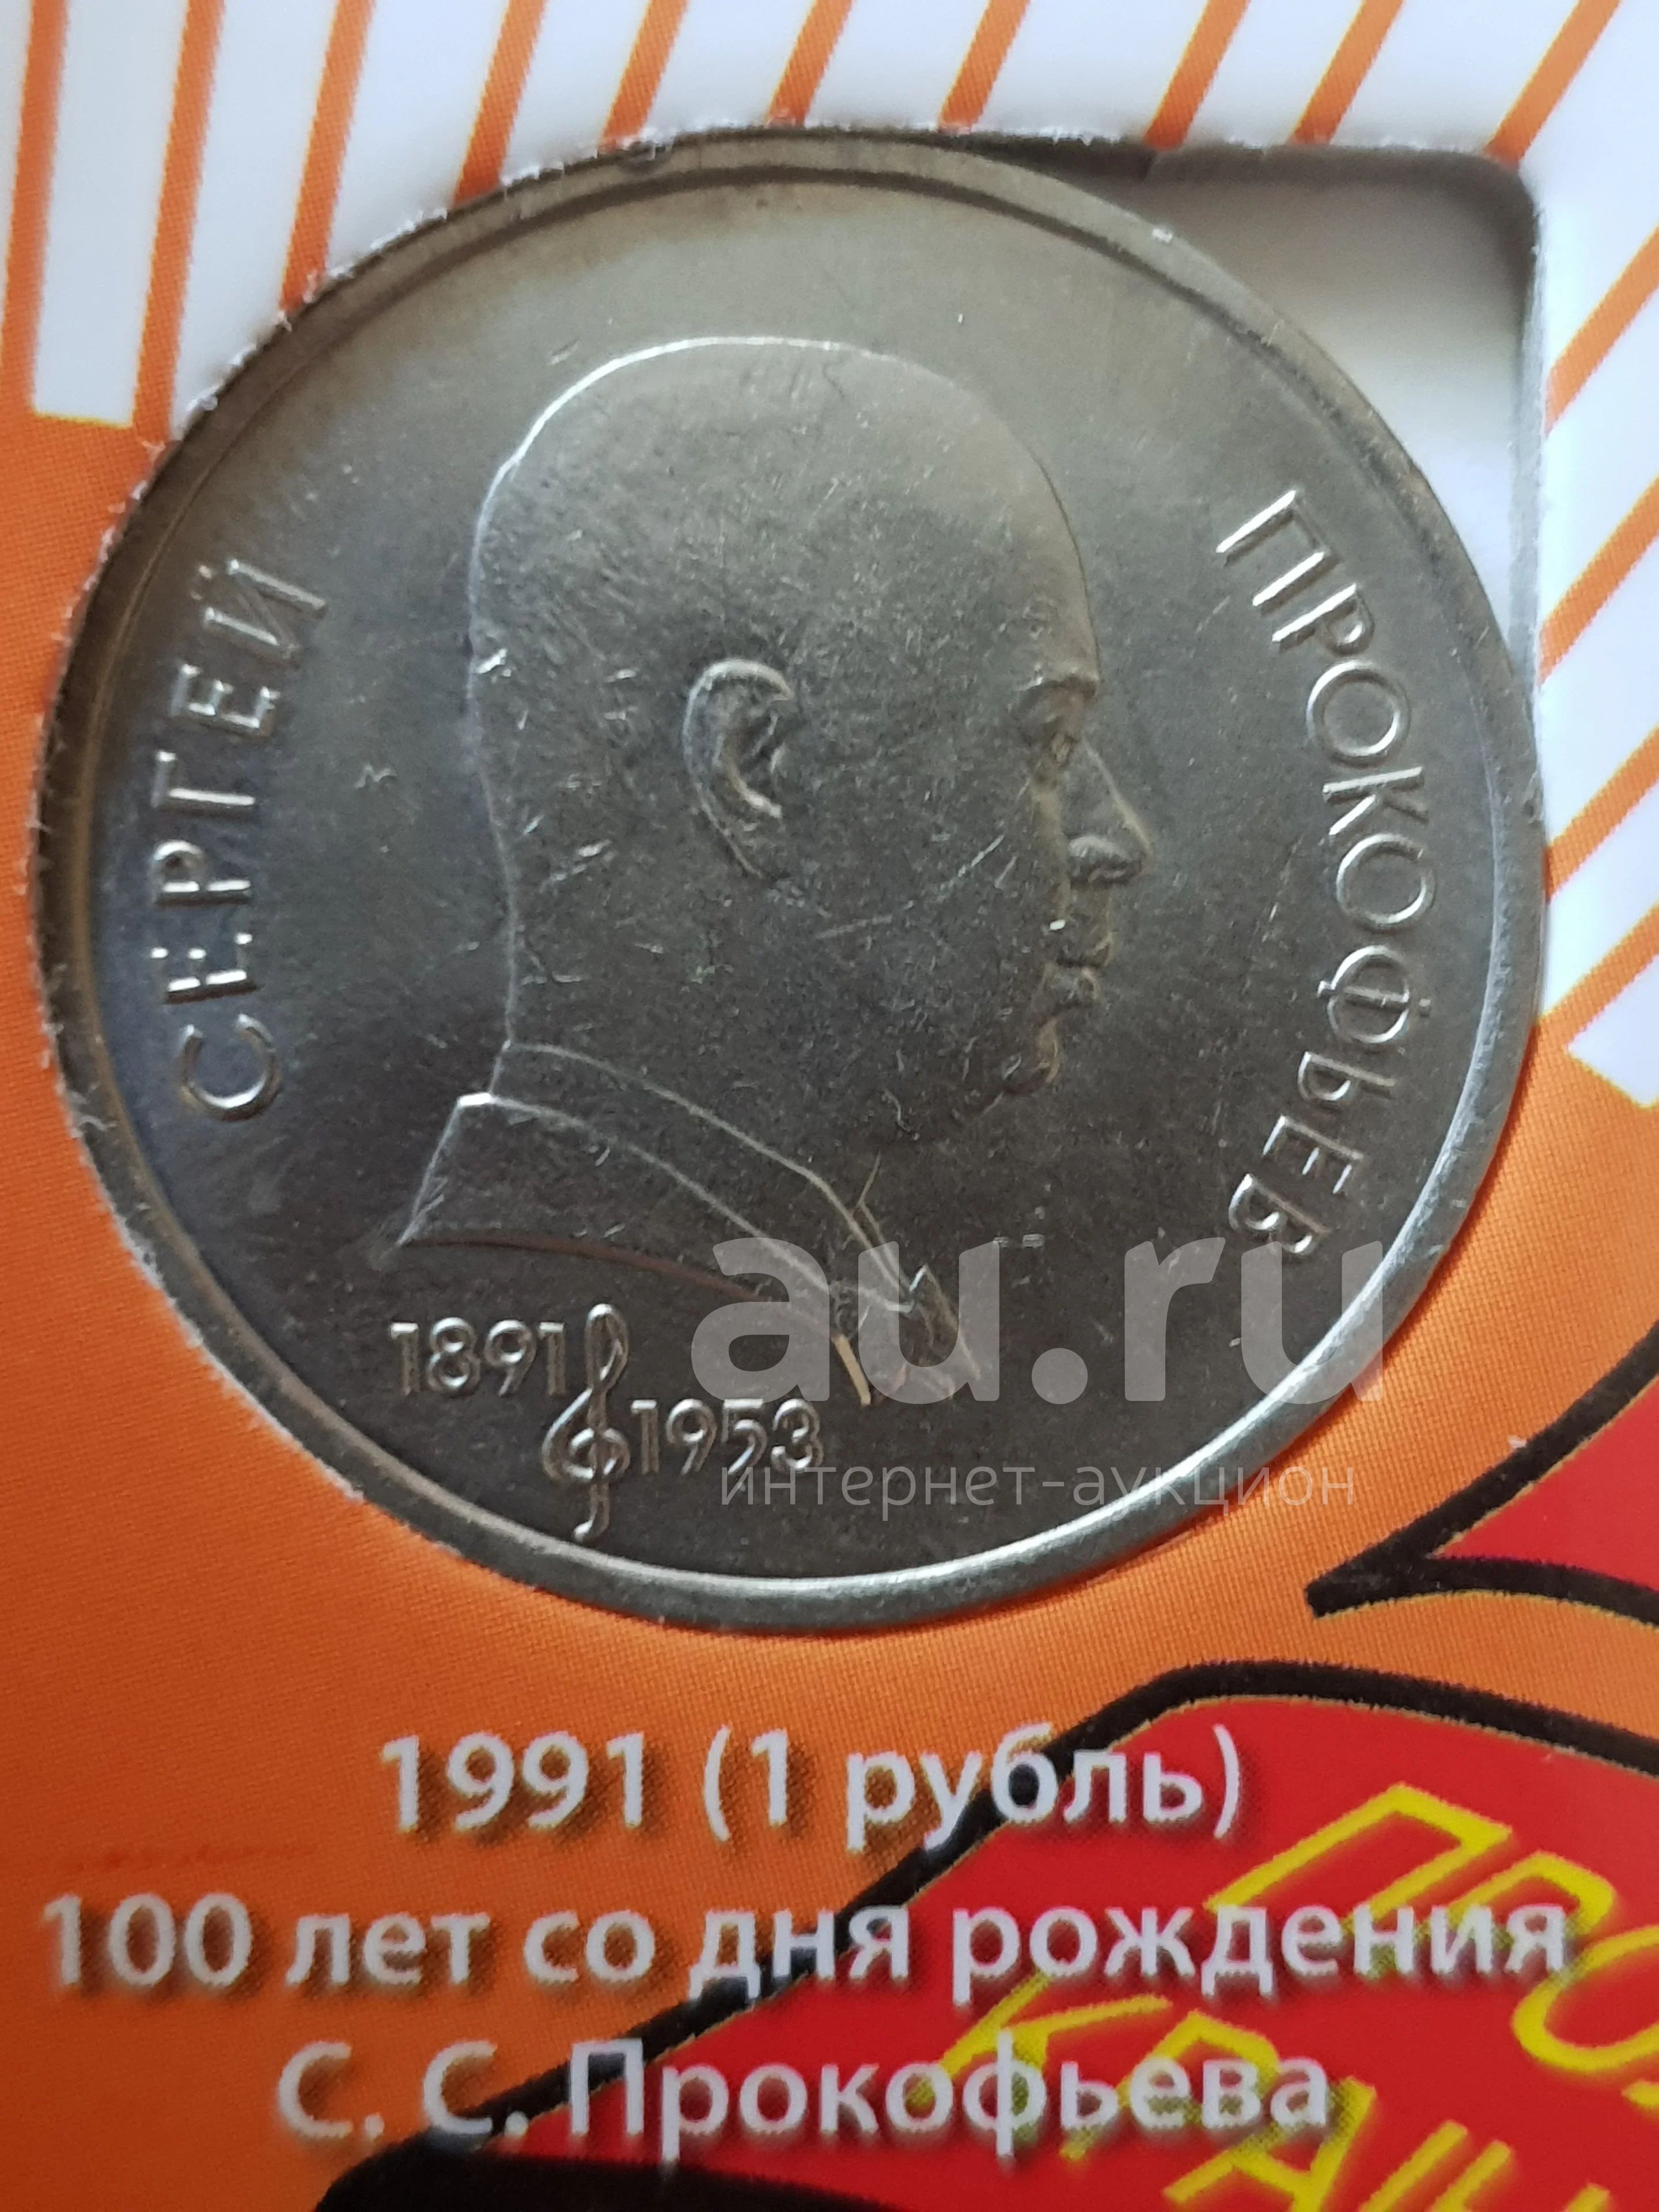 СЕРГЕЙ
ПРОКОФЬЕВ
1891
1953
au.ru
интернет-аукцион
1991 (1 рубль)
100 лет со дня рождения
С. С. Прокофьева